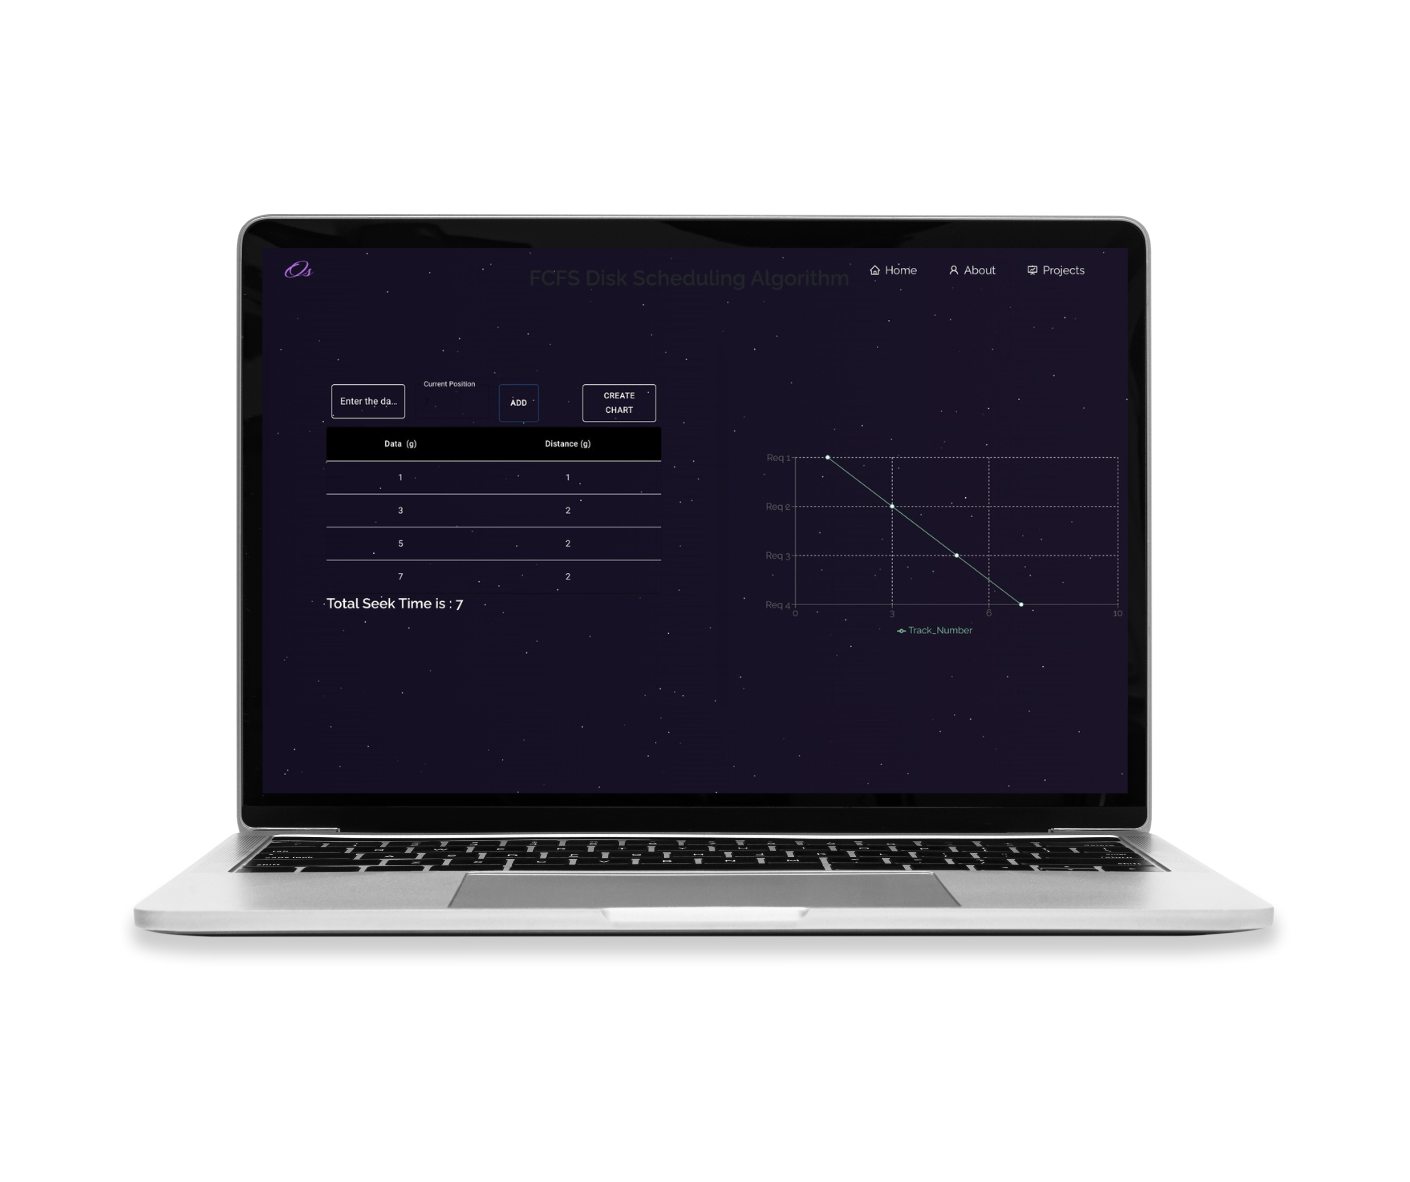 Os
FCFS Disk Scheduling Algorithm
Home
About
Projects
Enter the da...
Current Position
ADD
CREATE
CHART
Data (g)
Distance (g)
1
1
3
2
5
2
7
2
Total Seek Time is : 7
Req 1
Req 2
Req 3
Req 4
0
3
6
10
Track_Number